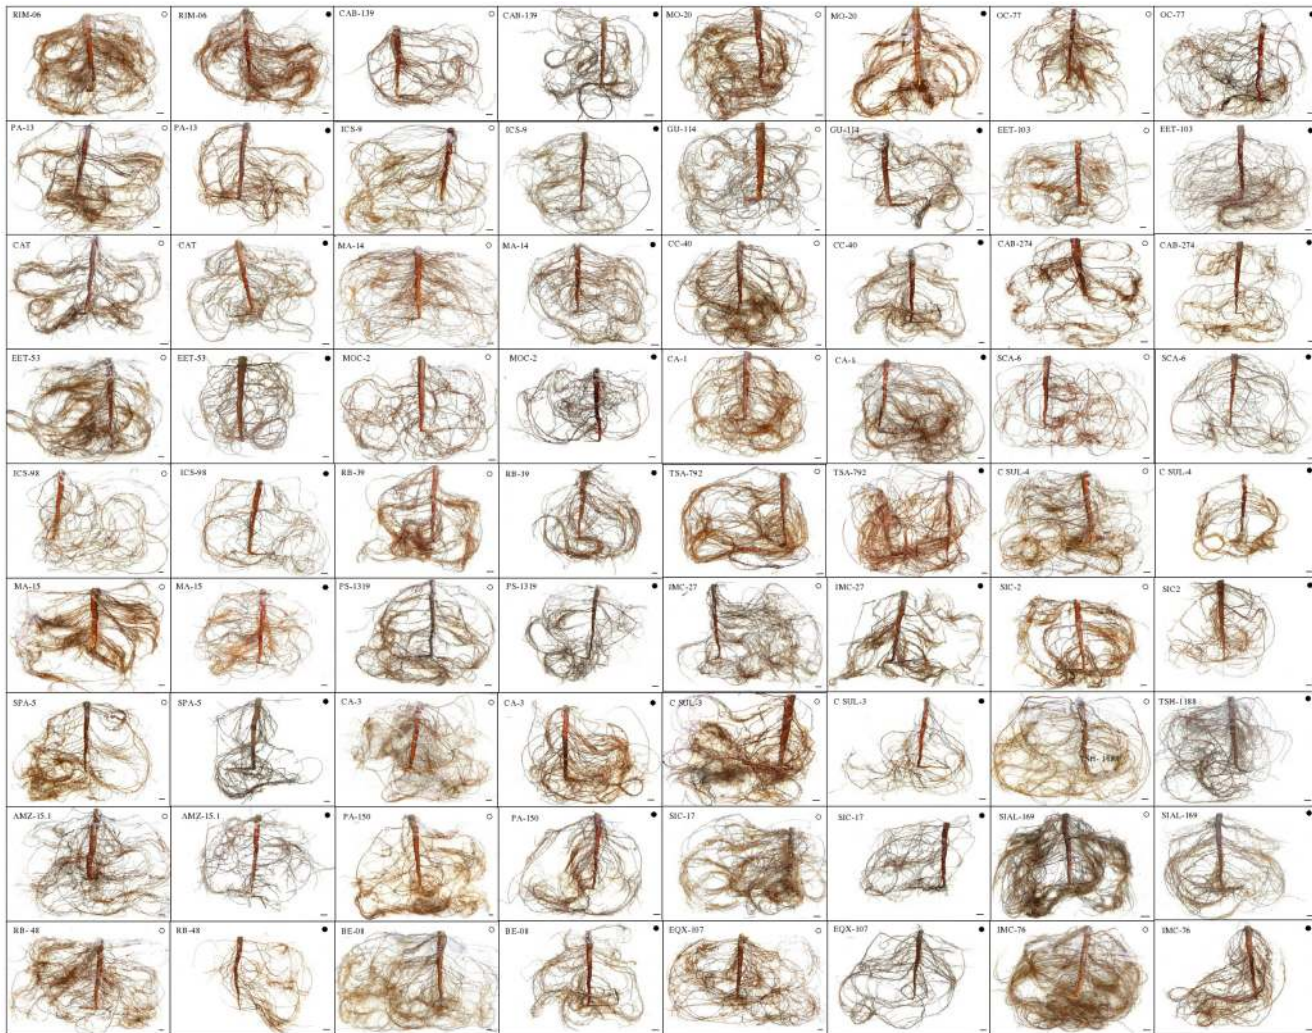 RIM-06 RIM-06 CAB-139 CAB-139 MO-20 MO-20 OC-77 OC-77
PA-13 PA-13 ICS-9 ICS-9 GU-114 GU-114 EET-103 EET-103
CAT CAT MA-14 MA-14 CC-40 CC-40 CAB-274 CAB-274
EET-53 EET-53 MOC-2 MOC-2 CA-1 CA-1 SCA-6 SCA-6
ICS-98 ICS-98 RB-39 RB-39 TSA-792 TSA-792 C SUL-4 C SUL-4
MA-15 MA-15 PS-1319 PS-1319 IMC-27 IMC-27 SIC-2 SIC2
SPA-5 SPA-5 CA-3 CA-3 C SUL-3 C SUL-3 TSH-1188 TSH-1188
AMZ-15.1 AMZ-15.1 PA-150 PA-150 SIC-17 SIC-17 SIAL-169 SIAL-169
RB-48 RB-48 BE-08 BE-08 EQX-107 EQX-107 IMC-76 IMC-76